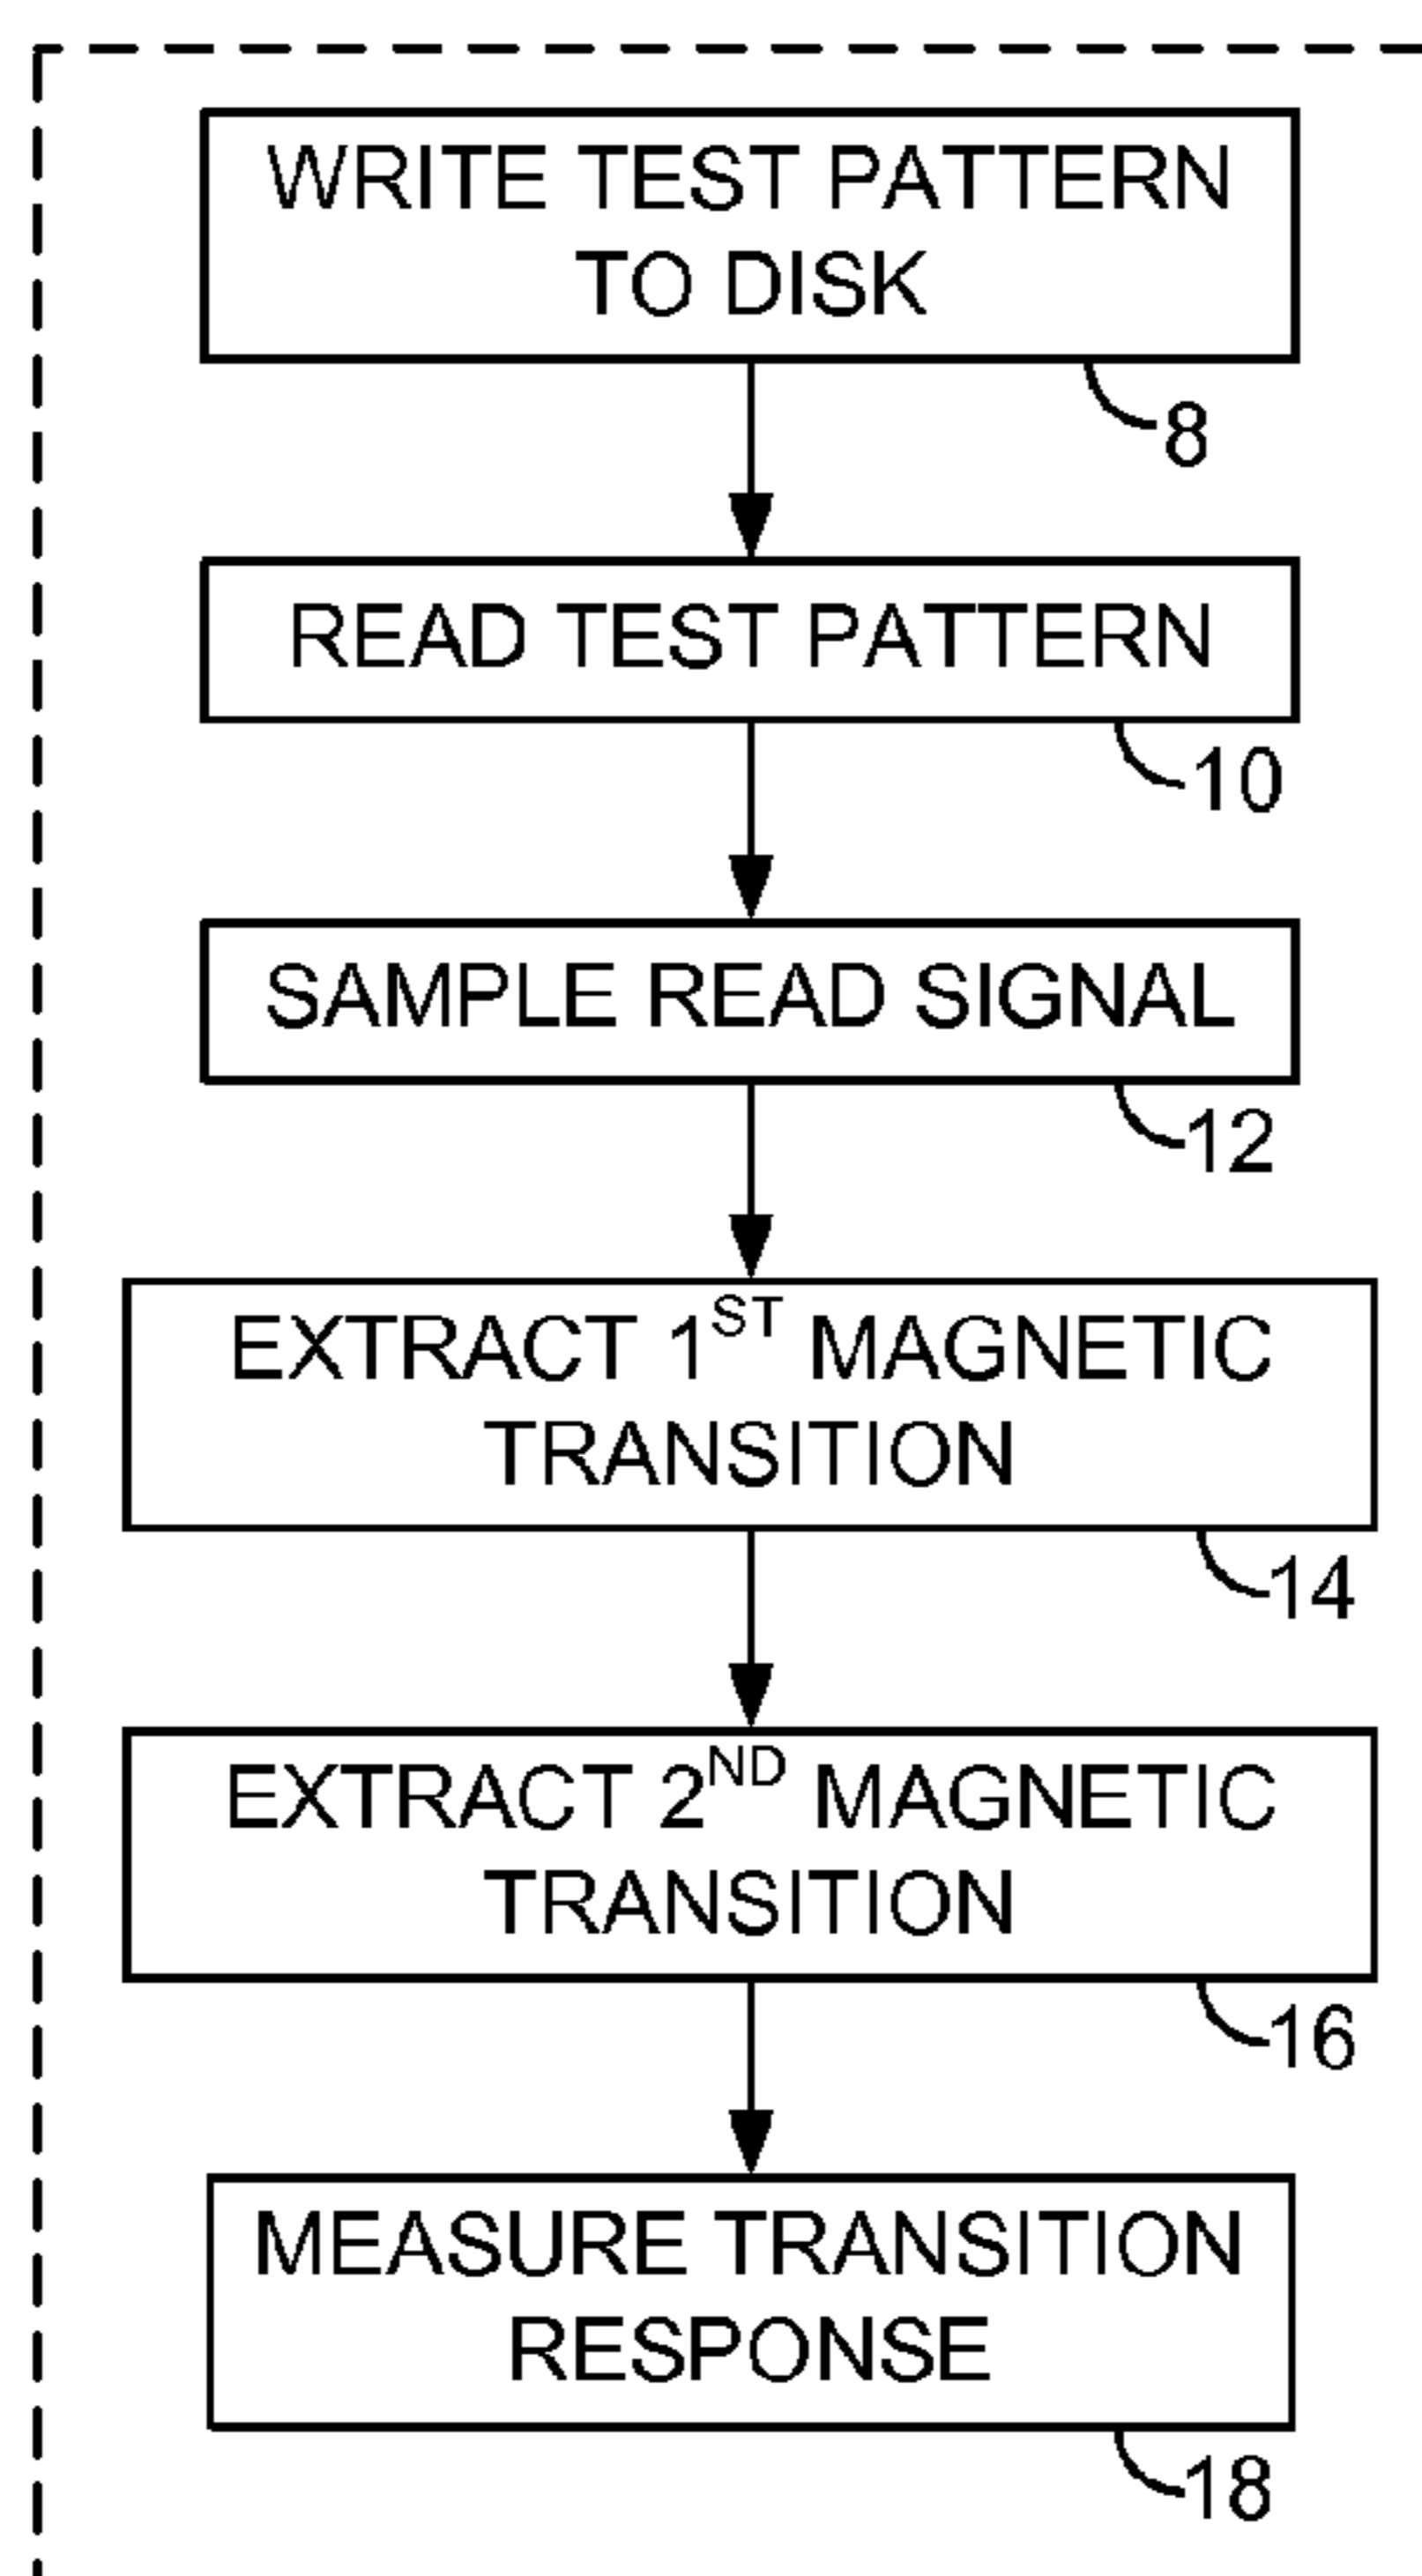 WRITE TEST PATTERN
TO DISK
8
READ TEST PATTERN
10
SAMPLE READ SIGNAL
12
EXTRACT 1ST MAGNETIC
TRANSITION
14
EXTRACT 2ND MAGNETIC
TRANSITION
16
MEASURE TRANSITION
RESPONSE
18